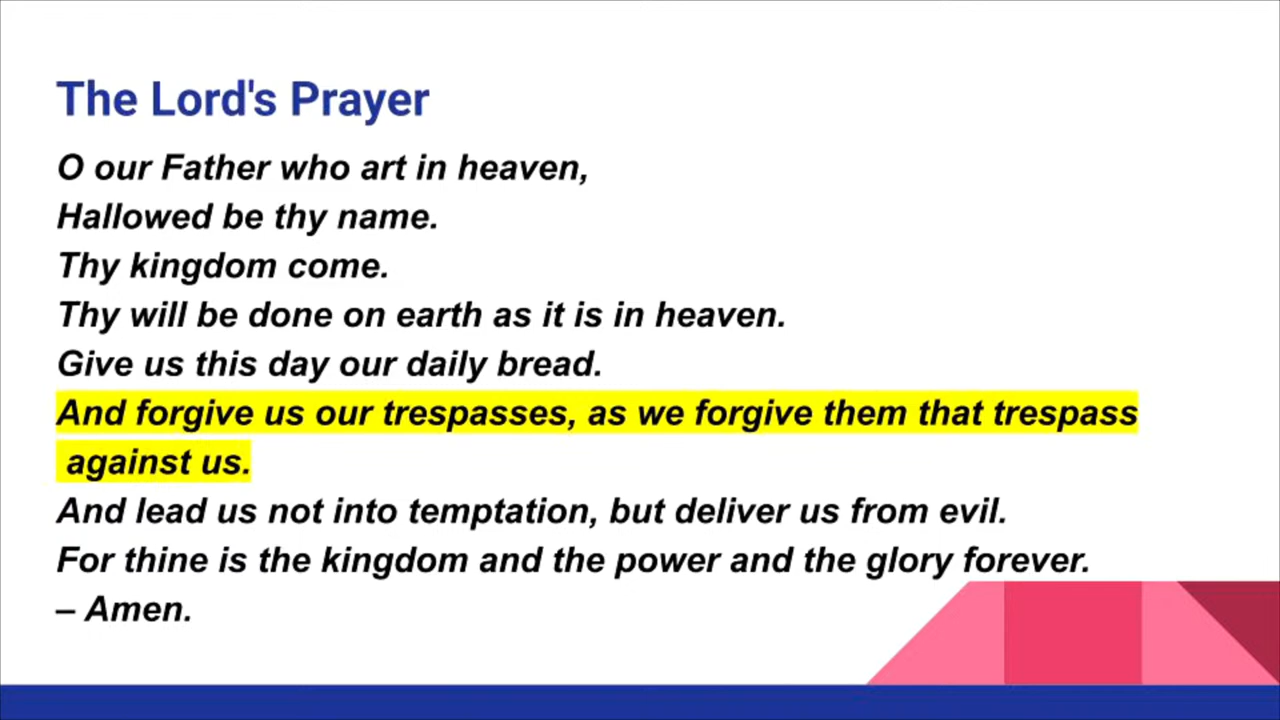 The Lord's Prayer
O our Father who art in heaven,
Hallowed be thy name.
Thy kingdom come.
Thy will be done on earth as it is in heaven.
Give us this day our daily bread.
And forgive us our trespasses, as we forgive them that trespass
against us.
And lead us not into temptation, but deliver us from evil.
For thine is the kingdom and the power and the glory forever.
– Amen.